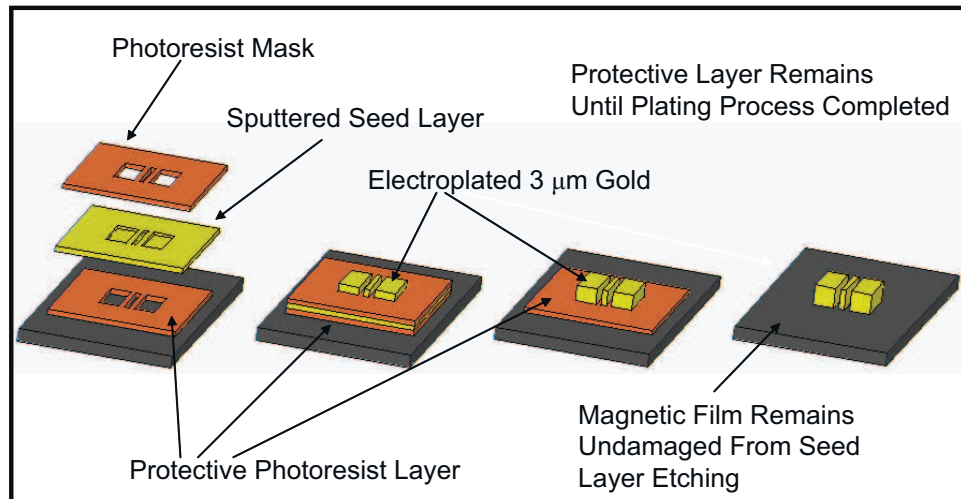 Photoresist Mask
Protective Layer Remains
Until Plating Process Completed
Sputtered Seed Layer
Electroplated 3 μm Gold
Magnetic Film Remains
Undamaged From Seed
Layer Etching
Protective Photoresist Layer